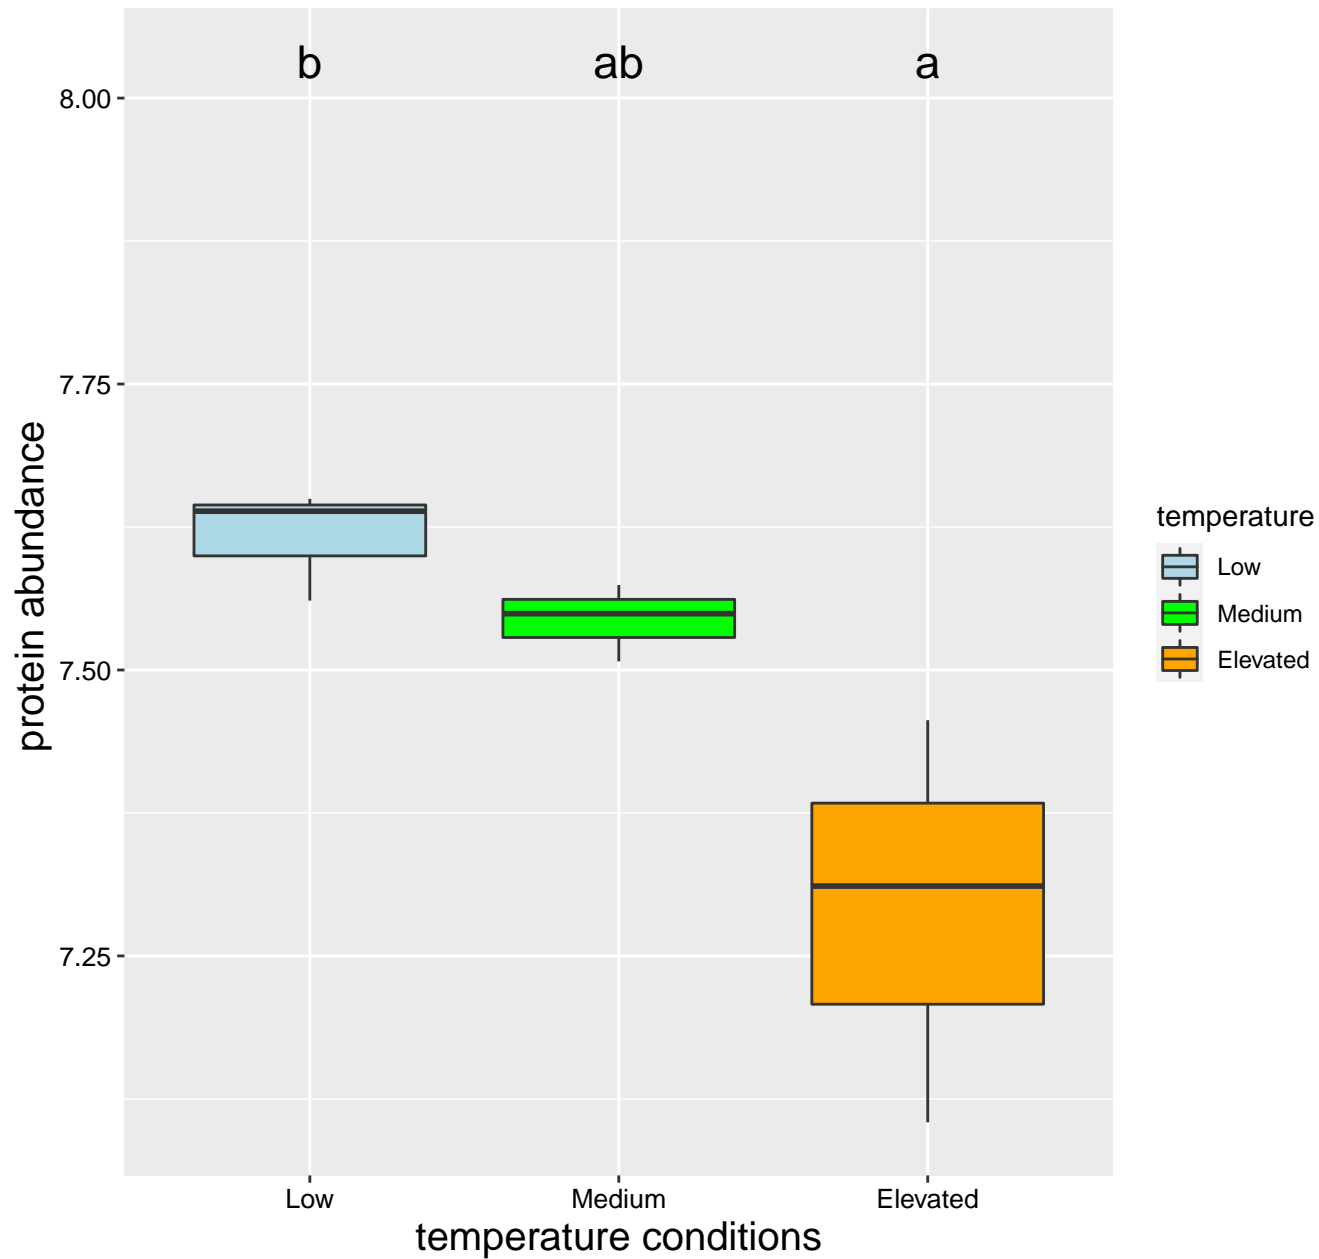 b ab a
8.00
7.75
7.50
7.25
protein abundance
Low Medium Elevated
temperature conditions
temperature
Low
Medium
Elevated